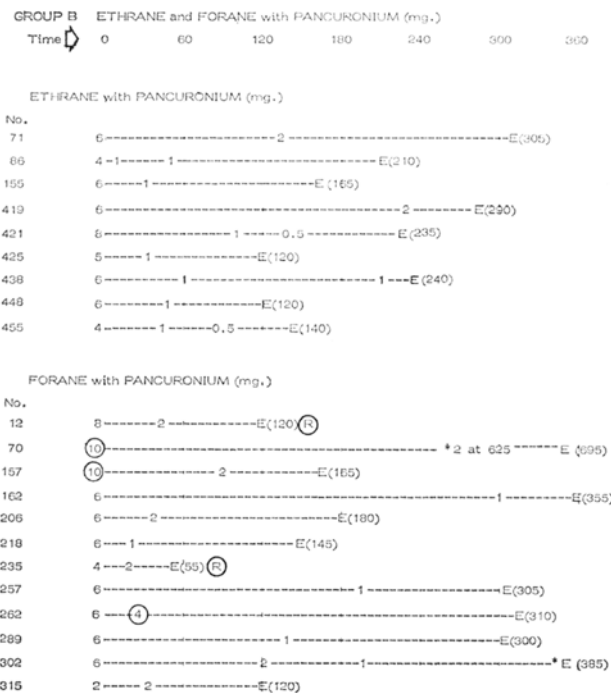 GROUP B ETHRANE and FORANE with PANCURONIUM (mg.)
Time 0 60 120 180 240 300 360
ETHRANE with PANCURONIUM (mg.)
No.
71 6--------------------2--------------------------E(305)
86 4-1------1------------------------E(210)
155 6-----1--------------------E(165)
419 6-----------------------------------2--------E(290)
421 8----------------1-----0.5-----------E(235)
425 5-----1--------------E(120)
438 6----------1-----------------------1---E(240)
448 6--------1------------E(120)
455 4-------1------0.5------E(140)
FORANE with PANCURONIUM (mg.)
No.
12 8------2------------E(120) R
70 10---------------------------------------- *2 at 625 ------E (695)
157 10--------------2-------------E(165)
162 6------------------------------------------------1---------E(355)
206 6------2------------------------E(180)
218 6----1----------------------E(145)
235 4---2-----E(55) R
257 6-------------------------------1----------------E(305)
262 6----4------------------------------------------E(310)
289 6----------------------1--------------------------E(300)
302 6------------------2-----------1----------------------* E (385)
315 2----2--------------E(120)